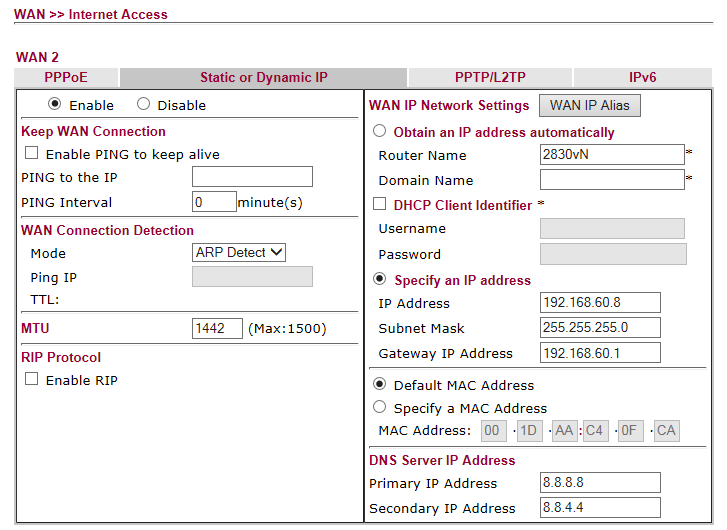 WAN >> Internet Access
WAN 2
PPPoE
Static or Dynamic IP
PPTP/L2TP
IPv6
Enable Disable
Keep WAN Connection
Enable PING to keep alive
PING to the IP
PING Interval 0 minute(s)
WAN Connection Detection
Mode ARP Detect
Ping IP
TTL:
MTU 1442 (Max:1500)
RIP Protocol
Enable RIP
WAN IP Network Settings WAN IP Alias
Obtain an IP address automatically
Router Name 2830vN *
Domain Name *
DHCP Client Identifier *
Username
Password
Specify an IP address
IP Address 192.168.60.8
Subnet Mask 255.255.255.0
Gateway IP Address 192.168.60.1
Default MAC Address
Specify a MAC Address
MAC Address: 00 · 1D · AA : C4 · 0F · CA
DNS Server IP Address
Primary IP Address 8.8.8.8
Secondary IP Address 8.8.4.4